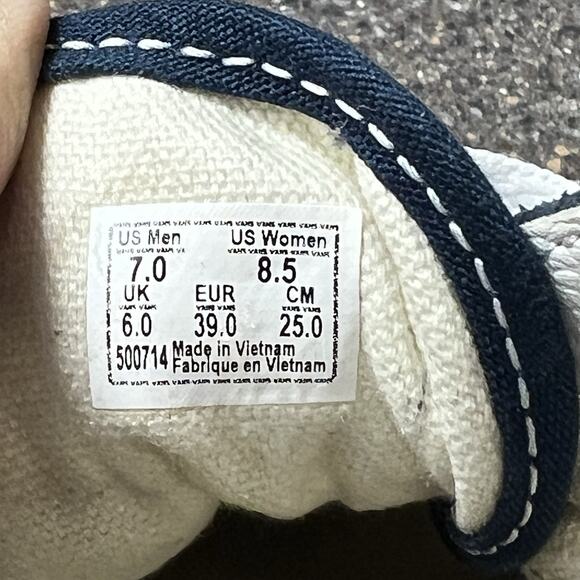 US Men US Women
7.0 8.5
UK EUR CM
6.0 39.0 25.0
500714 Made in Vietnam
Fabrique en Vietnam